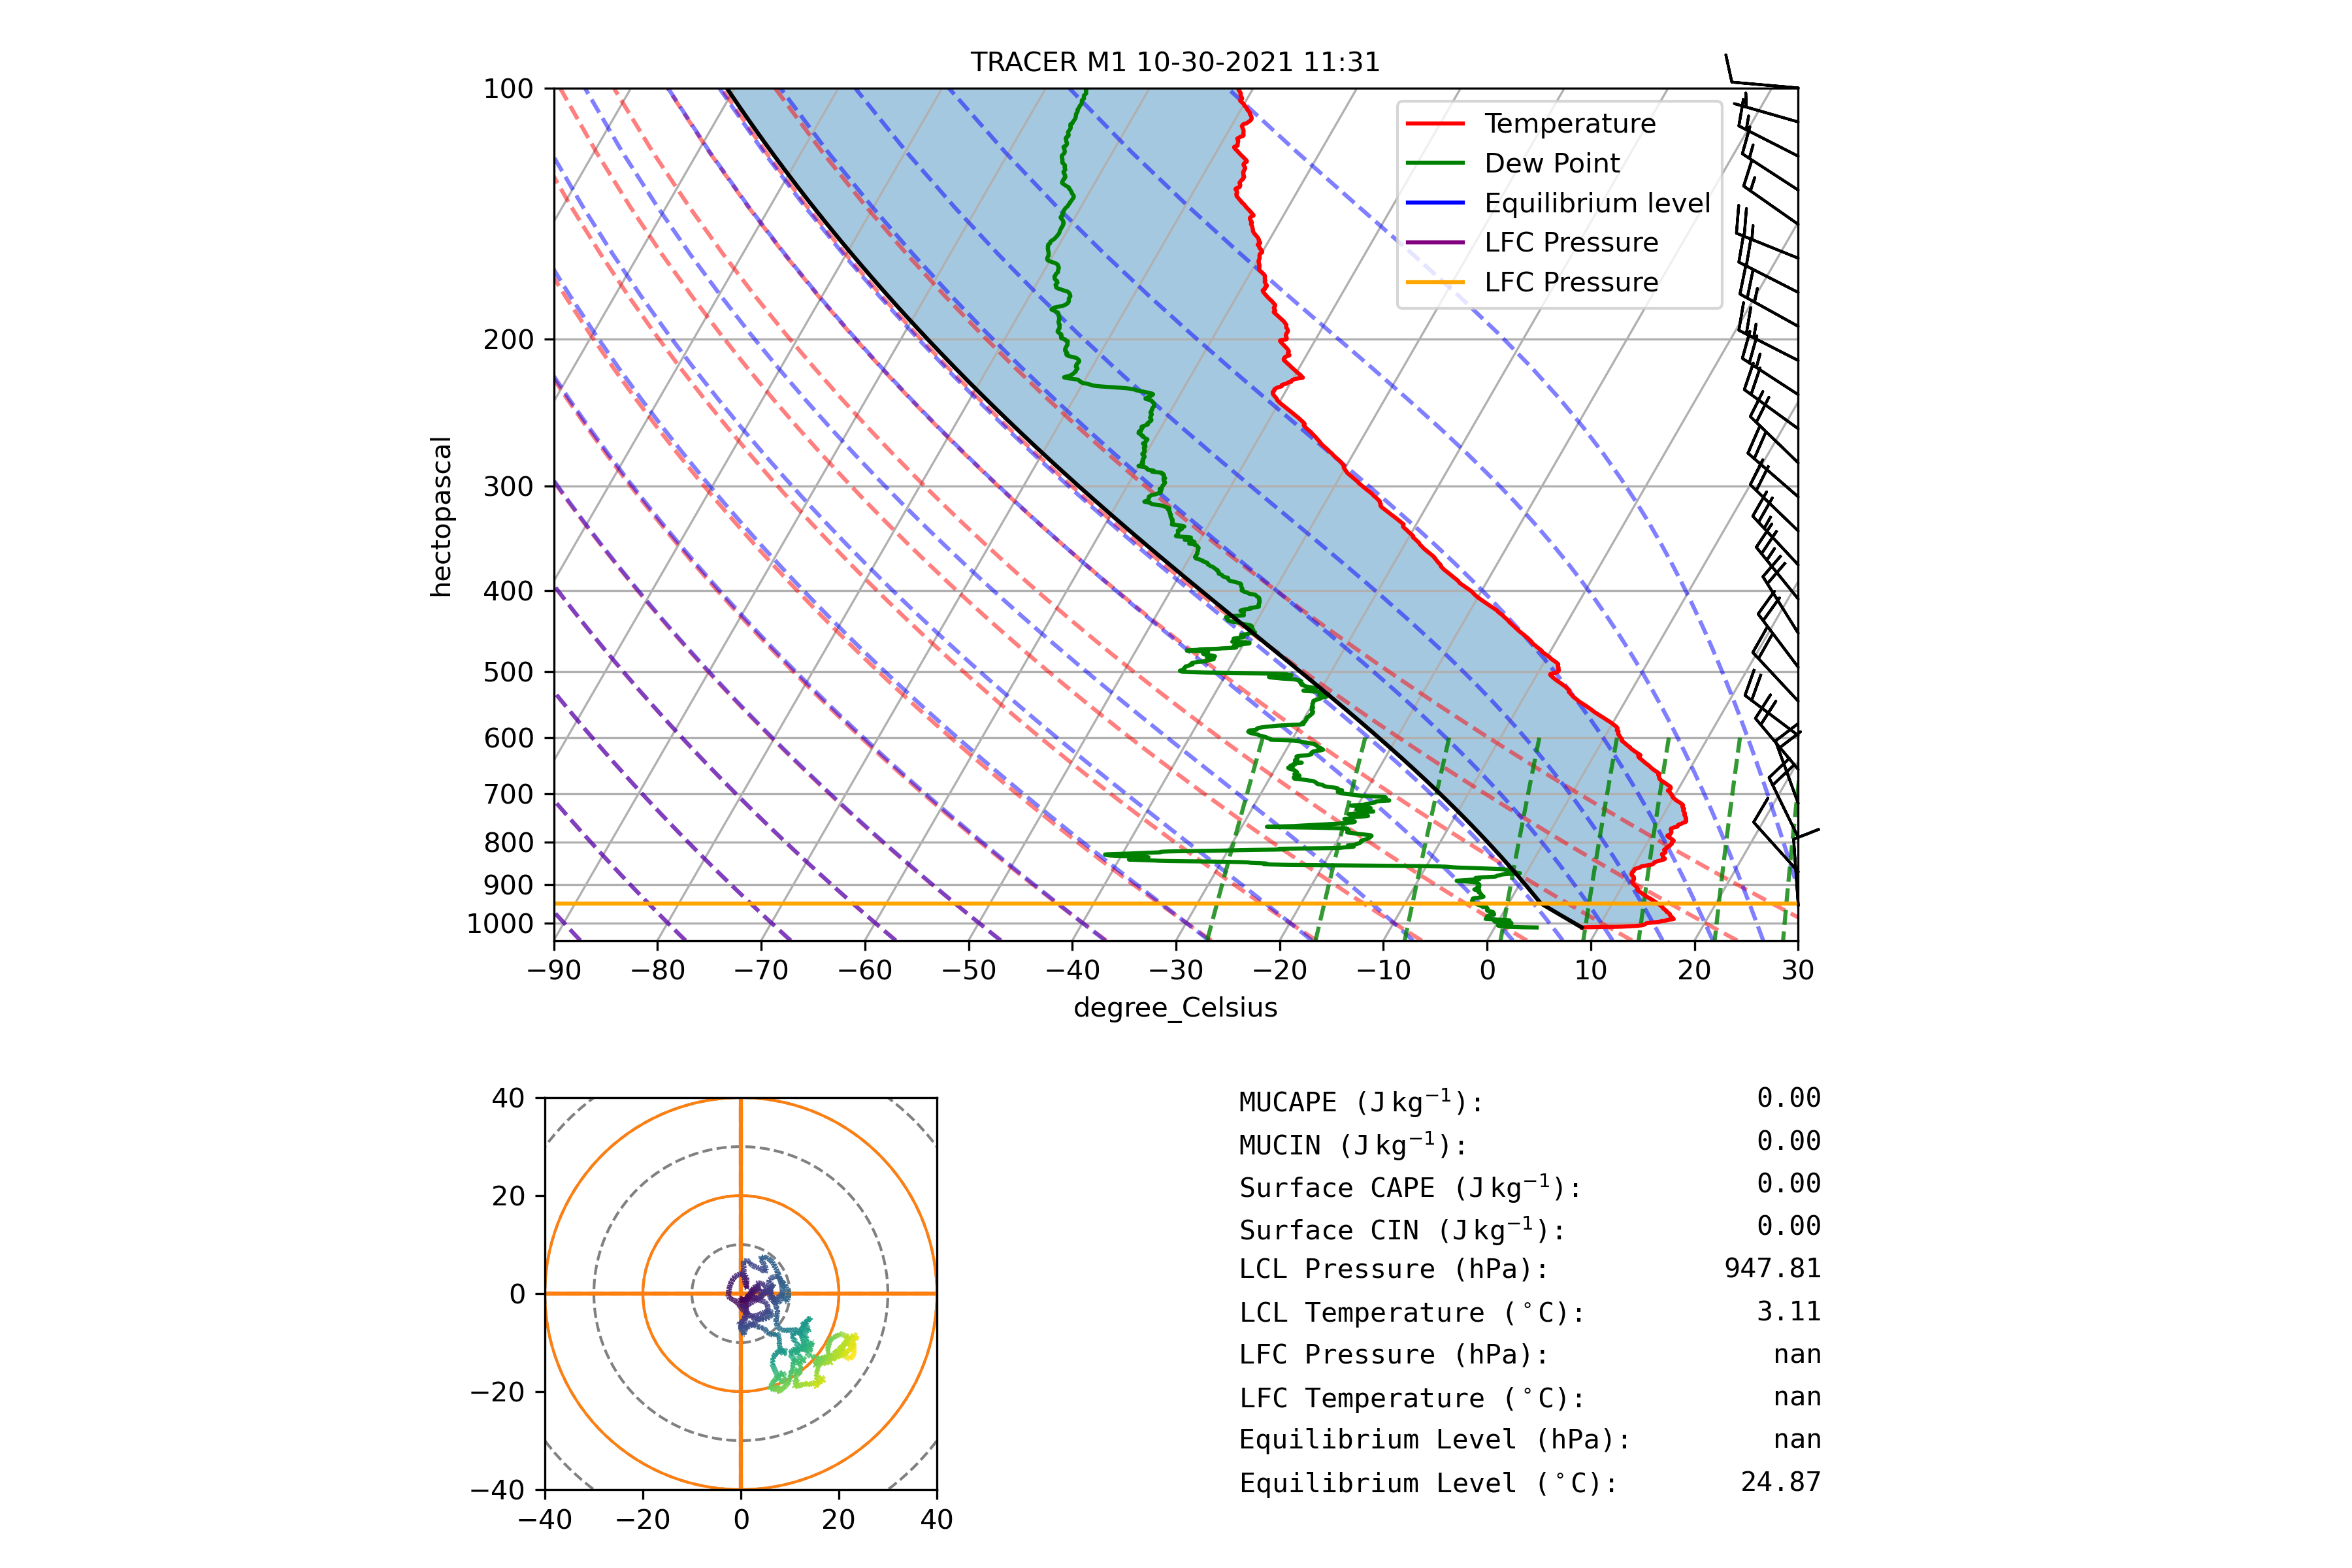 TRACER M1 10-30-2021 11:31
100
200
300
400
500
600
700
800
900
1000
hectopascal
Temperature
Dew Point
Equilibrium level
LFC Pressure
LFC Pressure
−90 −80 −70 −60 −50 −40 −30 −20 −10 0 10 20 30
degree_Celsius
40
20
0
−20
−40
−40 −20 0 20 40
MUCAPE (J kg⁻¹): 0.00
MUCIN (J kg⁻¹): 0.00
Surface CAPE (J kg⁻¹): 0.00
Surface CIN (J kg⁻¹): 0.00
LCL Pressure (hPa): 947.81
LCL Temperature (°C): 3.11
LFC Pressure (hPa): nan
LFC Temperature (°C): nan
Equilibrium Level (hPa): nan
Equilibrium Level (°C): 24.87